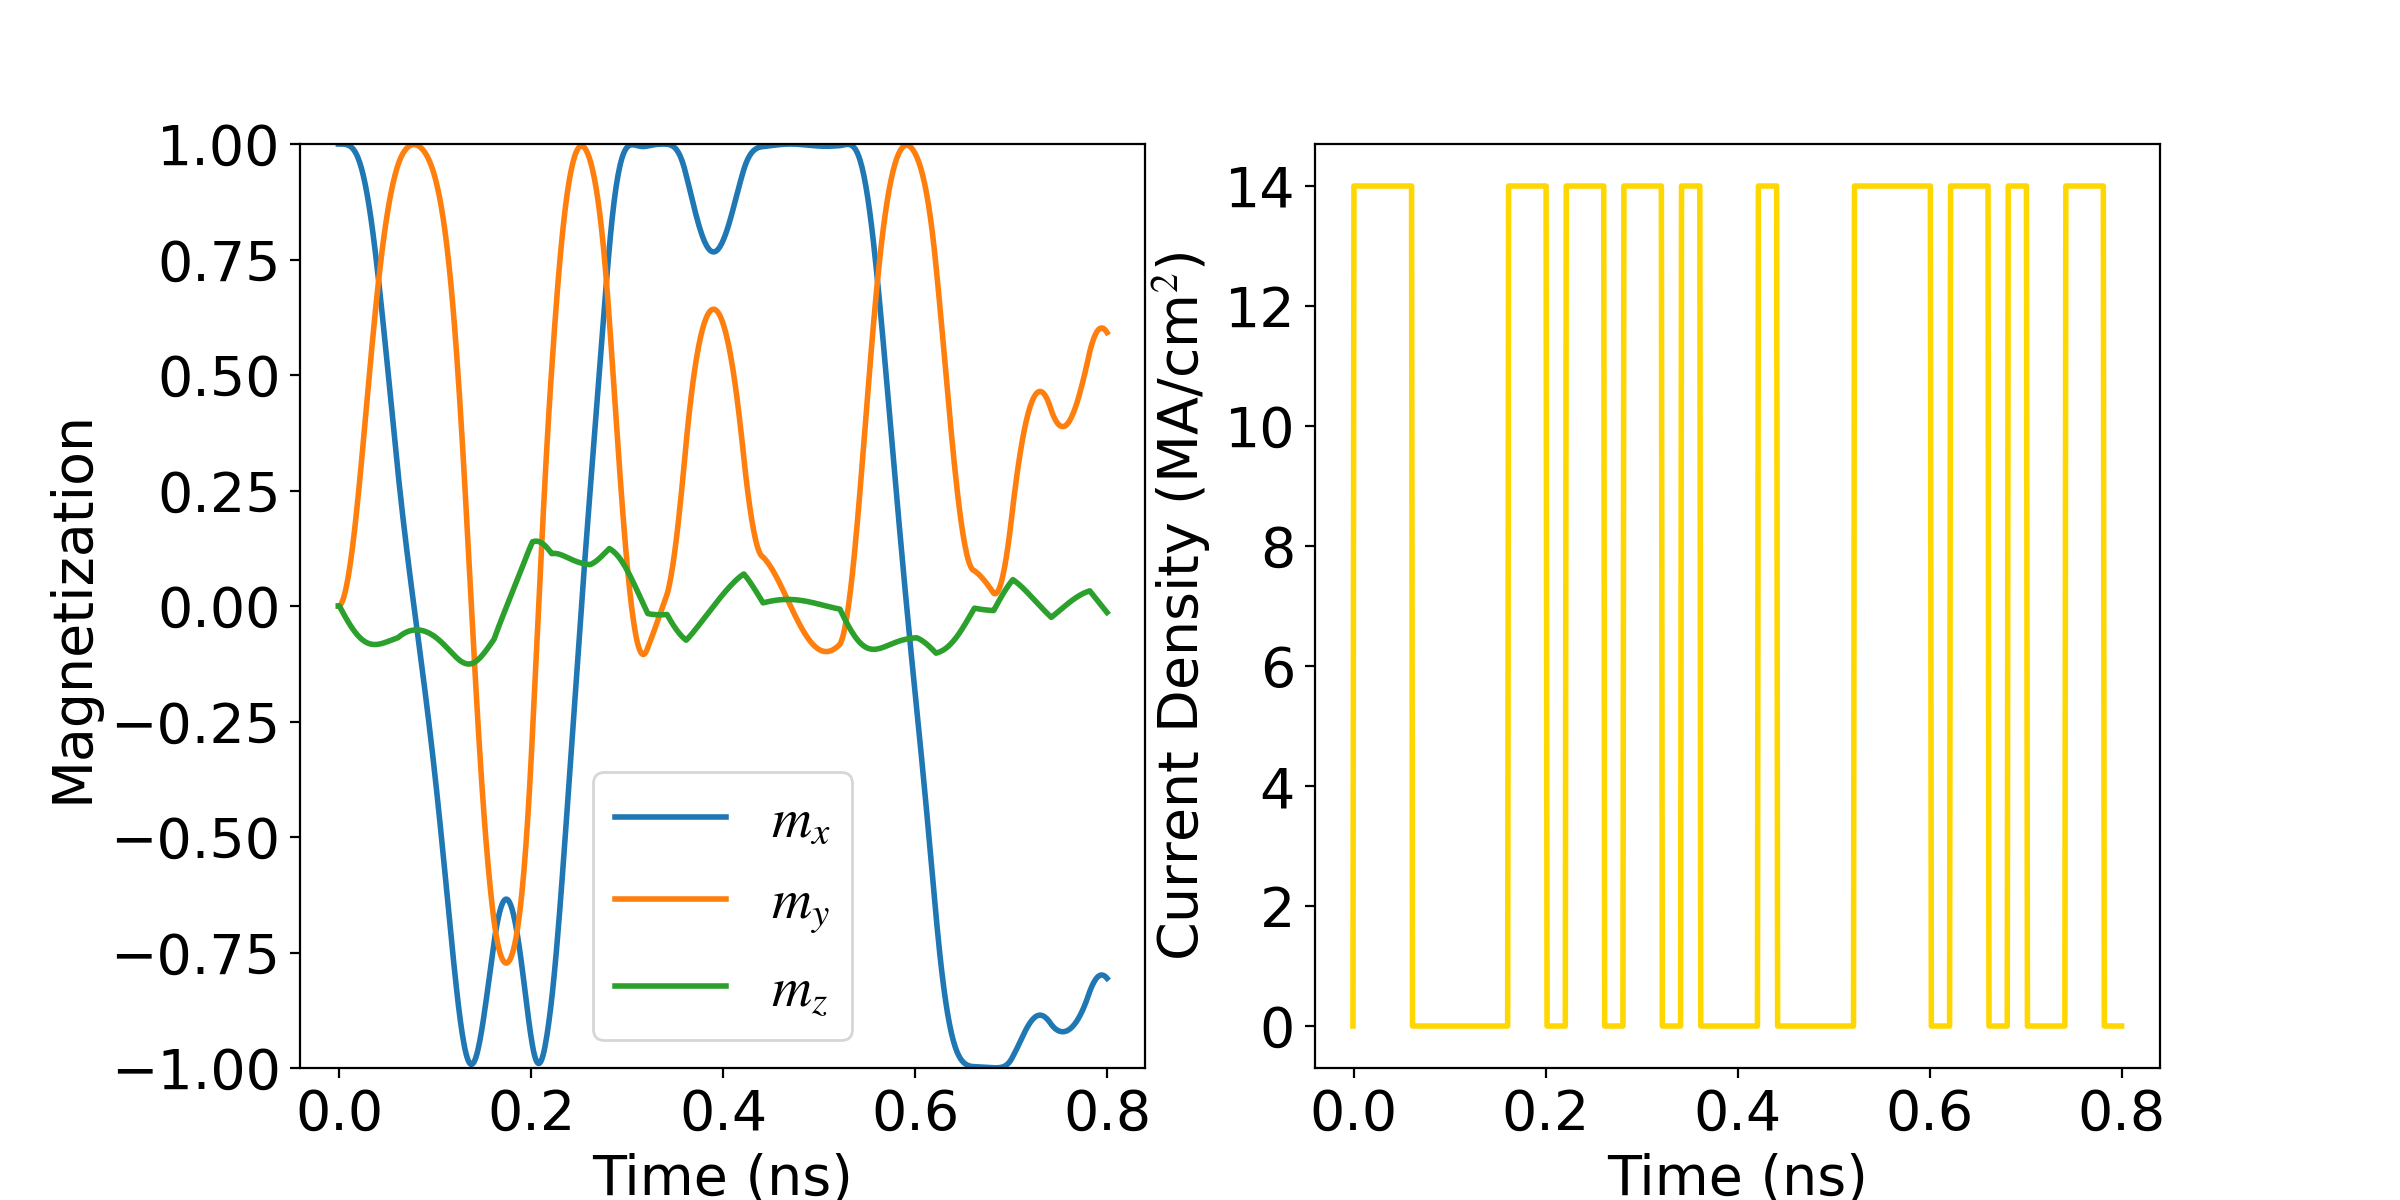 Magnetization
1.00
0.75
0.50
0.25
0.00
−0.25
−0.50
−0.75
−1.00
0.0 0.2 0.4 0.6 0.8
Time (ns)
m_x
m_y
m_z
Current Density (MA/cm²)
14
12
10
8
6
4
2
0
0.0 0.2 0.4 0.6 0.8
Time (ns)